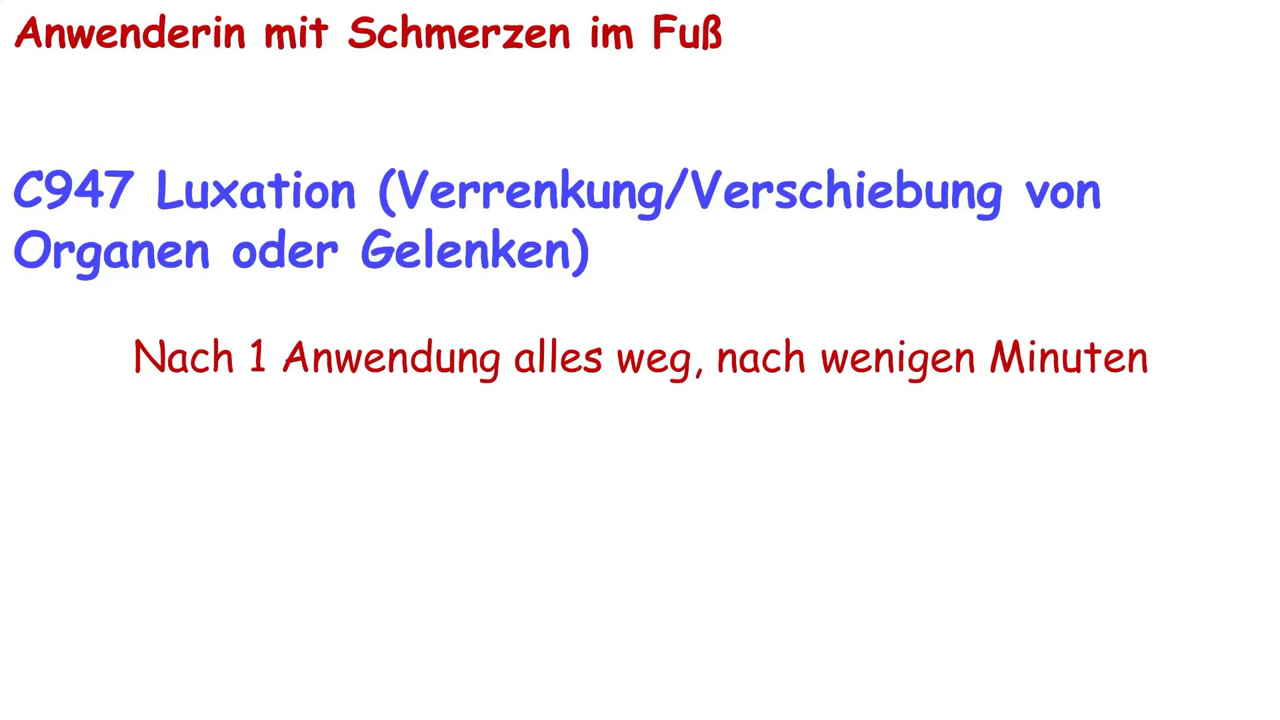 Anwenderin mit Schmerzen im Fuß
C947 Luxation (Verrenkung/Verschiebung von
Organen oder Gelenken)
Nach 1 Anwendung alles weg, nach wenigen Minuten